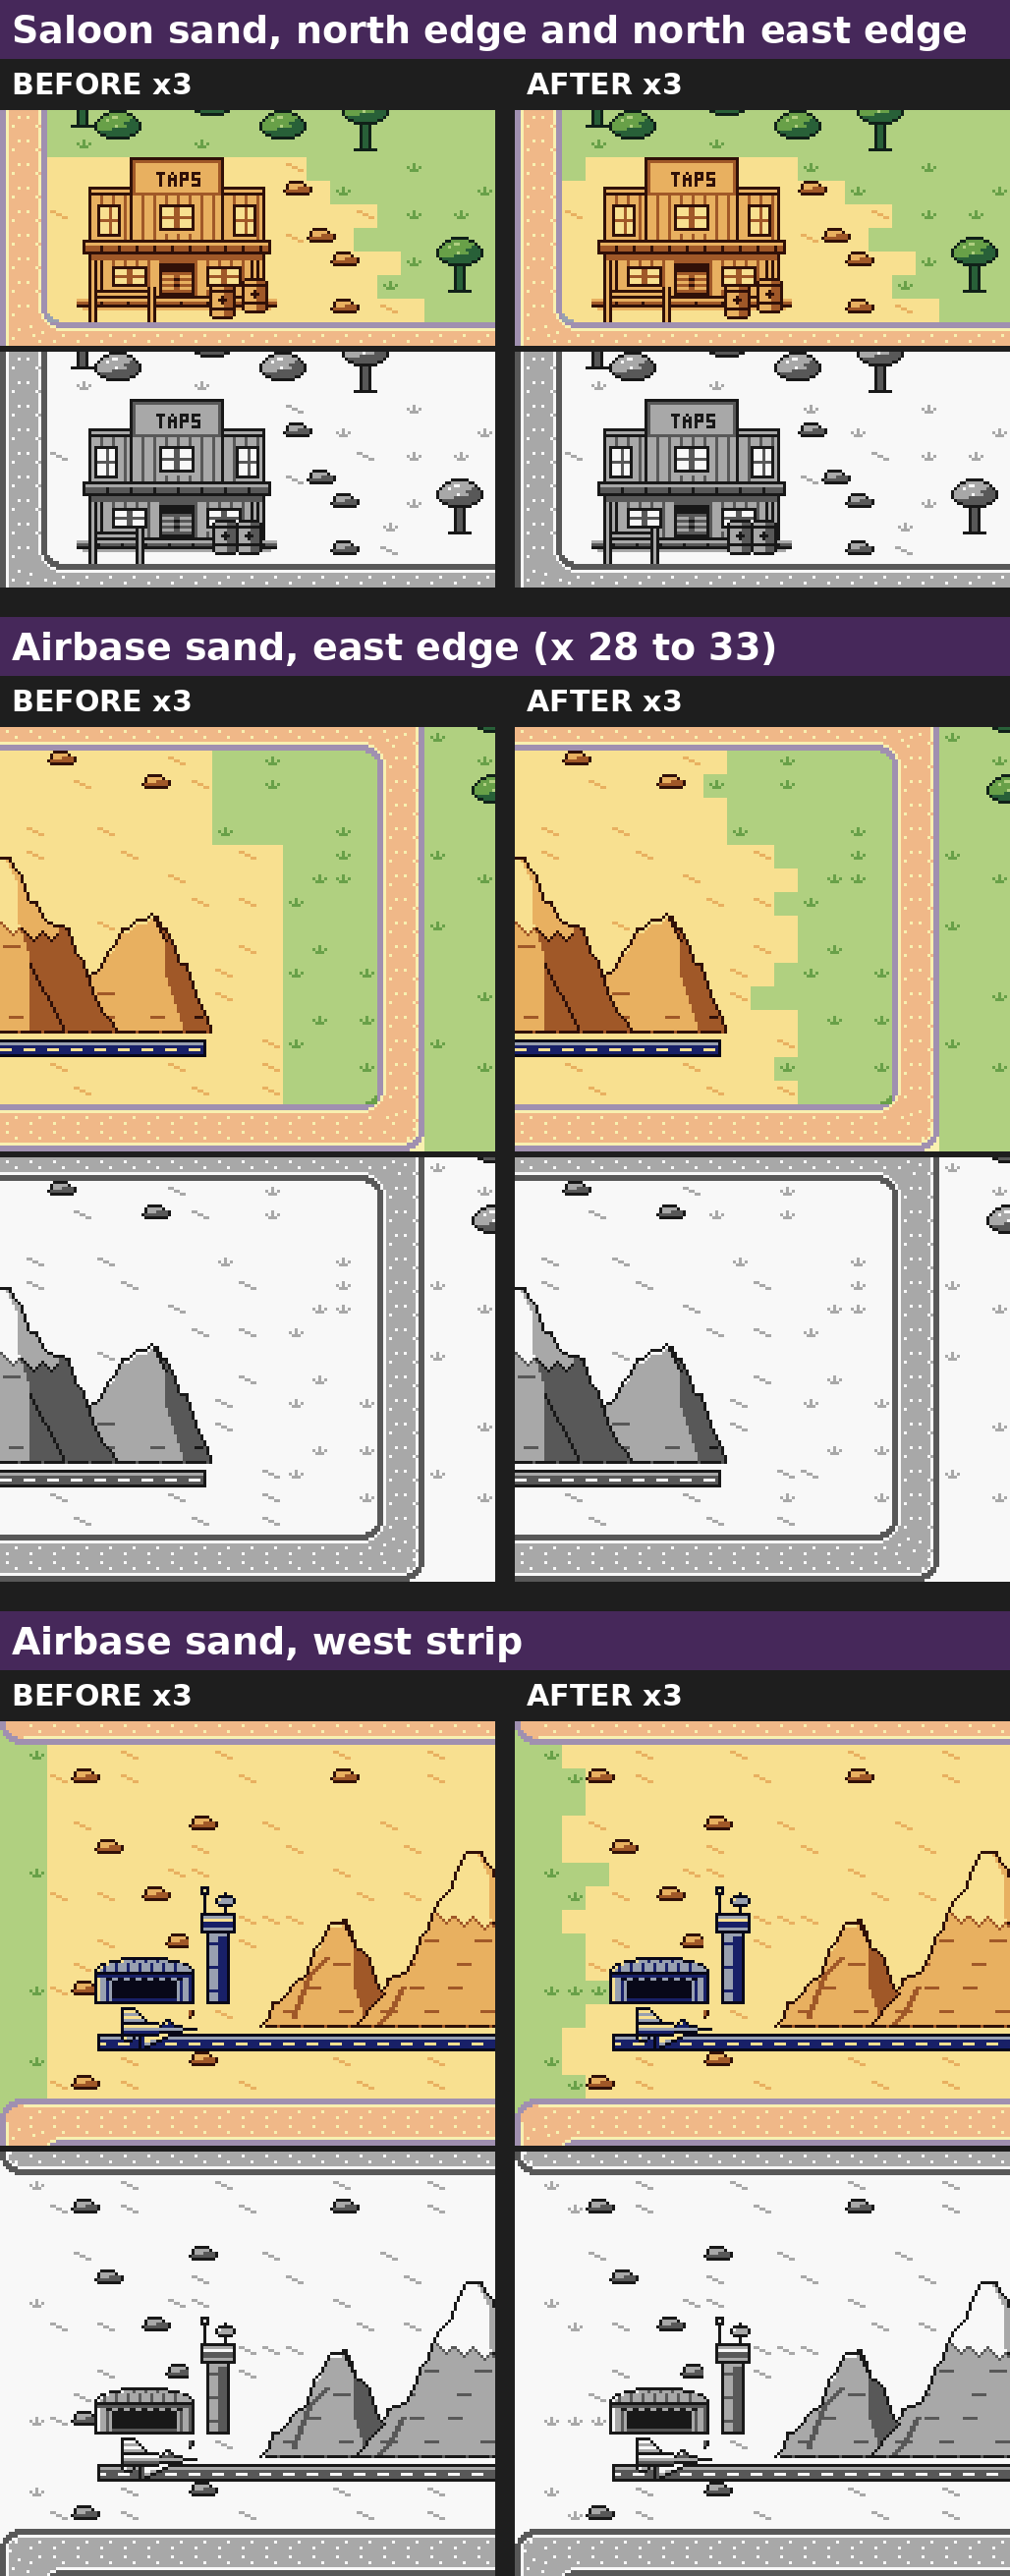 Saloon sand, north edge and north east edge
BEFORE x3 AFTER x3
TAPS TAPS
TAPS TAPS
Airbase sand, east edge (x 28 to 33)
BEFORE x3 AFTER x3
Airbase sand, west strip
BEFORE x3 AFTER x3